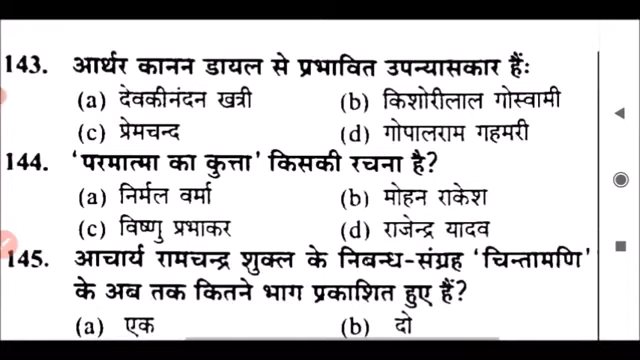 143. आर्थर कानन डायल से प्रभावित उपन्यासकार हैंः
(a) देवकीनंदन खत्री (b) किशोरीलाल गोस्वामी
(c) प्रेमचन्द (d) गोपालराम गहमरी
144. 'परमात्मा का कुत्ता' किसकी रचना है?
(a) निर्मल वर्मा (b) मोहन राकेश
(c) विष्णु प्रभाकर (d) राजेन्द्र यादव
145. आचार्य रामचन्द्र शुक्ल के निबन्ध-संग्रह 'चिन्तामणि'
के अब तक कितने भाग प्रकाशित हुए हैं?
(a) एक (b) दो